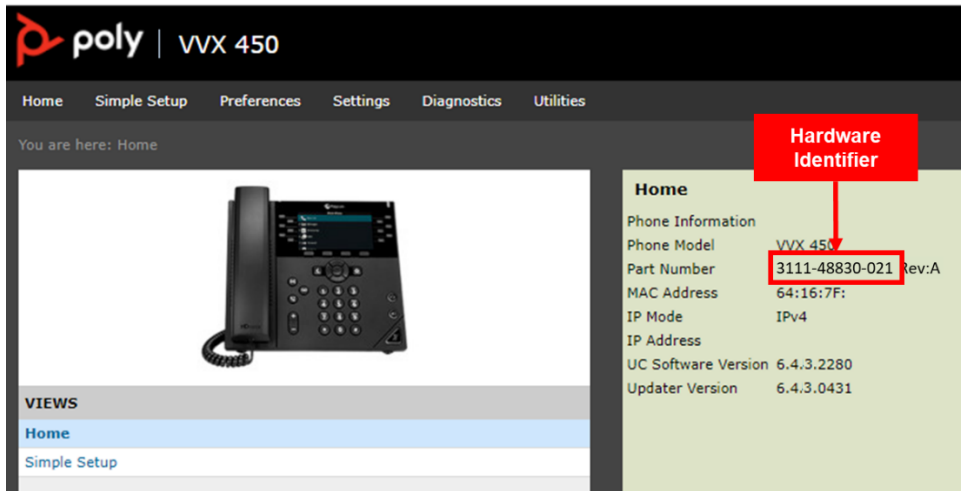 poly | VVX 450
Home Simple Setup Preferences Settings Diagnostics Utilities
You are here: Home
Hardware
Identifier
Home
Phone Information
Phone Model VVX 450
Part Number 3111-48830-021 Rev:A
MAC Address 64:16:7F:
IP Mode IPv4
IP Address
UC Software Version 6.4.3.2280
Updater Version 6.4.3.0431
VIEWS
Home
Simple Setup